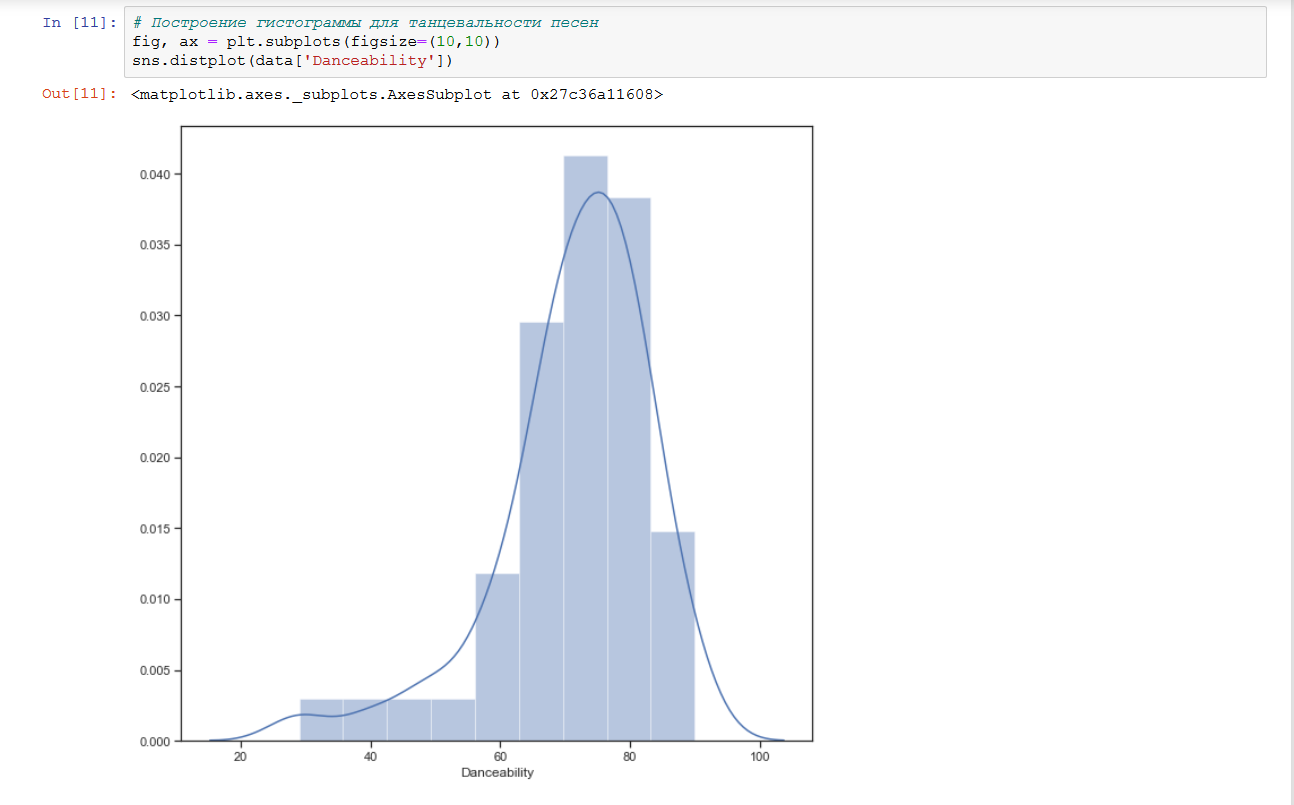 In [11]: # Построение гистограммы для танцевальности песен
fig, ax = plt.subplots(figsize=(10,10))
sns.distplot(data['Danceability'])
Out[11]: <matplotlib.axes._subplots.AxesSubplot at 0x27c36a11608>
0.040
0.035
0.030
0.025
0.020
0.015
0.010
0.005
0.000
20 40 60 80 100
Danceability